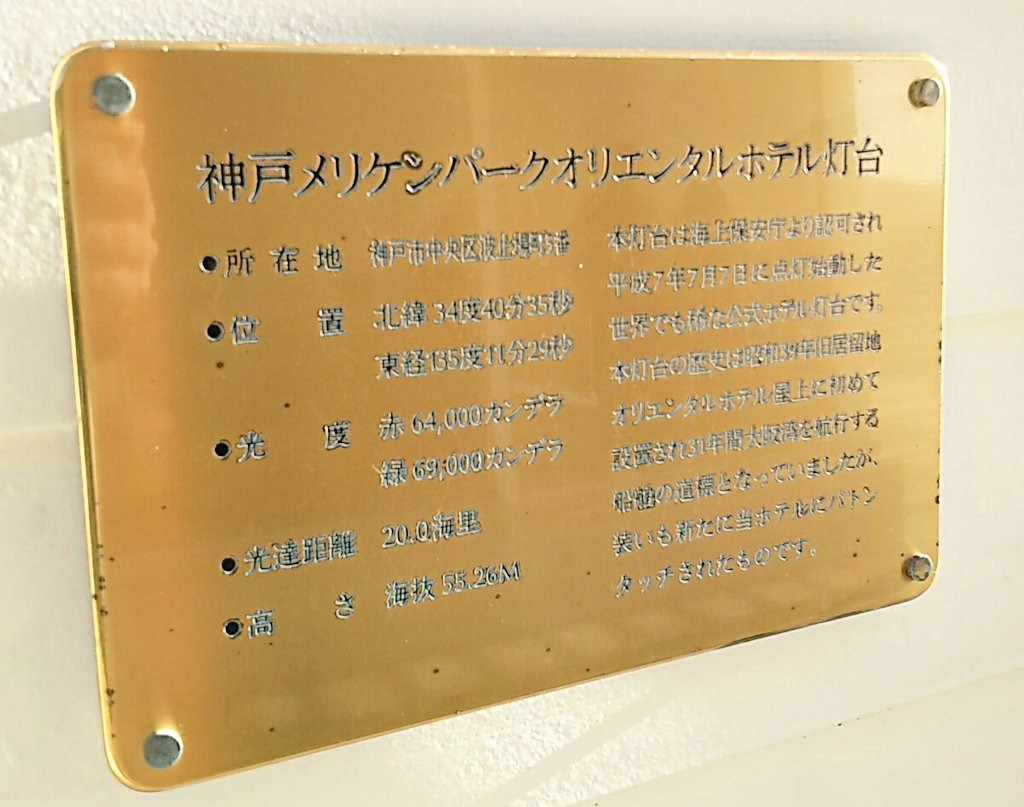 神戸メリケンパークオリエンタルホテル灯台
●所在地 神戸市中央区波止場町5番
●位置 北緯34度40分35秒
東経135度11分29秒
●光度 赤64,000カンデラ
緑69,000カンデラ
●光達距離 20.0海里
●高さ 海抜55.26M
本灯台は海上保安庁より認可され
平成7年7月7日に点灯始動した
世界でも稀な公式ホテル灯台です。
本灯台の歴史は昭和39年旧居留地
オリエンタルホテル屋上に初めて
設置され31年間大阪湾を航行する
船舶の道標となっていましたが、
装いも新たに当ホテルにバトン
タッチされたものです。